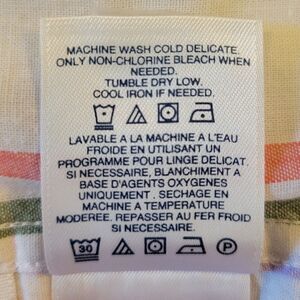 MACHINE WASH COLD DELICATE.
ONLY NON-CHLORINE BLEACH WHEN
NEEDED.
TUMBLE DRY LOW.
COOL IRON IF NEEDED.
LAVABLE A LA MACHINE A L'EAU
FROIDE EN UTILISANT UN
PROGRAMME POUR LINGE DELICAT.
SI NECESSAIRE, BLANCHIMENT A
BASE D'AGENTS OXYGENES
UNIQUEMENT. SECHAGE EN
MACHINE A TEMPERATURE
MODEREE. REPASSER AU FER FROID
SI NECESSAIRE.
30 P